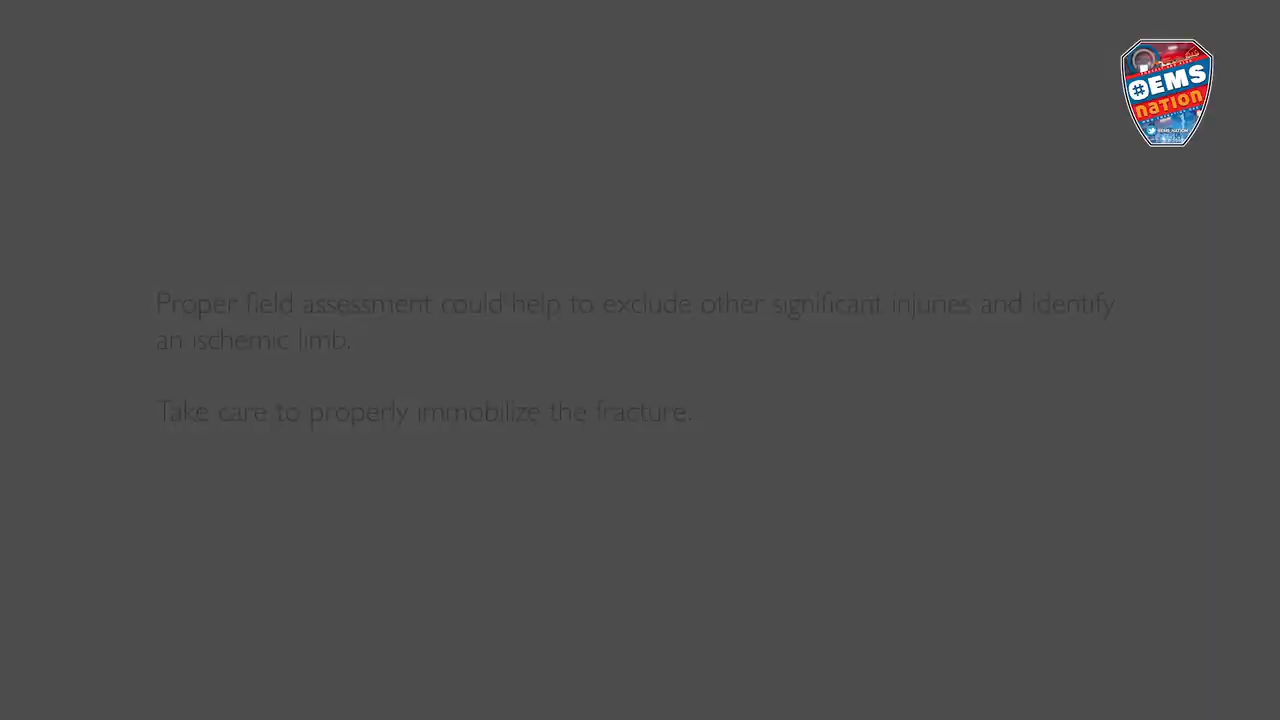 #EMS
nation
Proper field assessment could help to exclude other significant injuries and identify
an ischemic limb.
Take care to properly immobilize the fracture.